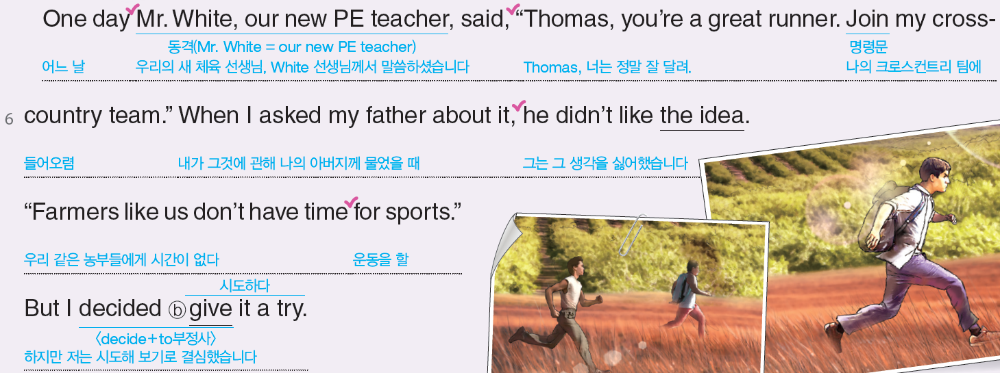 One day Mr. White, our new PE teacher, said, “Thomas, you’re a great runner. Join my cross-
동격(Mr. White = our new PE teacher) 명령문
어느 날 우리의 새 체육 선생님, White 선생님께서 말씀하셨습니다 Thomas, 너는 정말 잘 달려. 나의 크로스컨트리 팀에
6 country team.” When I asked my father about it, he didn’t like the idea.
들어오렴 내가 그것에 관해 나의 아버지께 물었을 때 그는 그 생각을 싫어했습니다
“Farmers like us don’t have time for sports.”
우리 같은 농부들에게 시간이 없다 운동을 할
시도하다
But I decided ⓑ give it a try.
〈decide+to부정사〉
하지만 저는 시도해 보기로 결심했습니다